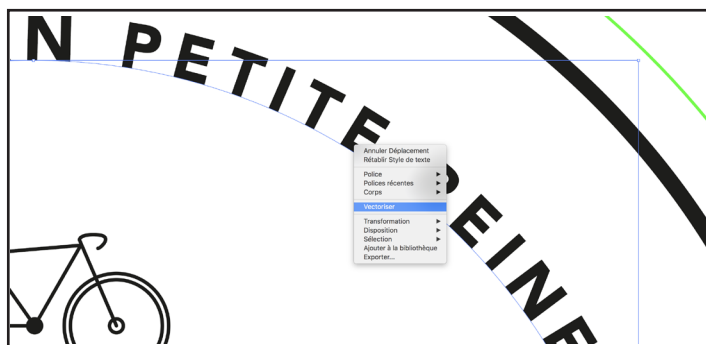 N PETITE REINE
Annuler Déplacement
Rétablir Style de texte
Police
Polices récentes
Corps
Vectoriser
Transformation
Disposition
Sélection
Ajouter à la bibliothèque
Exporter...